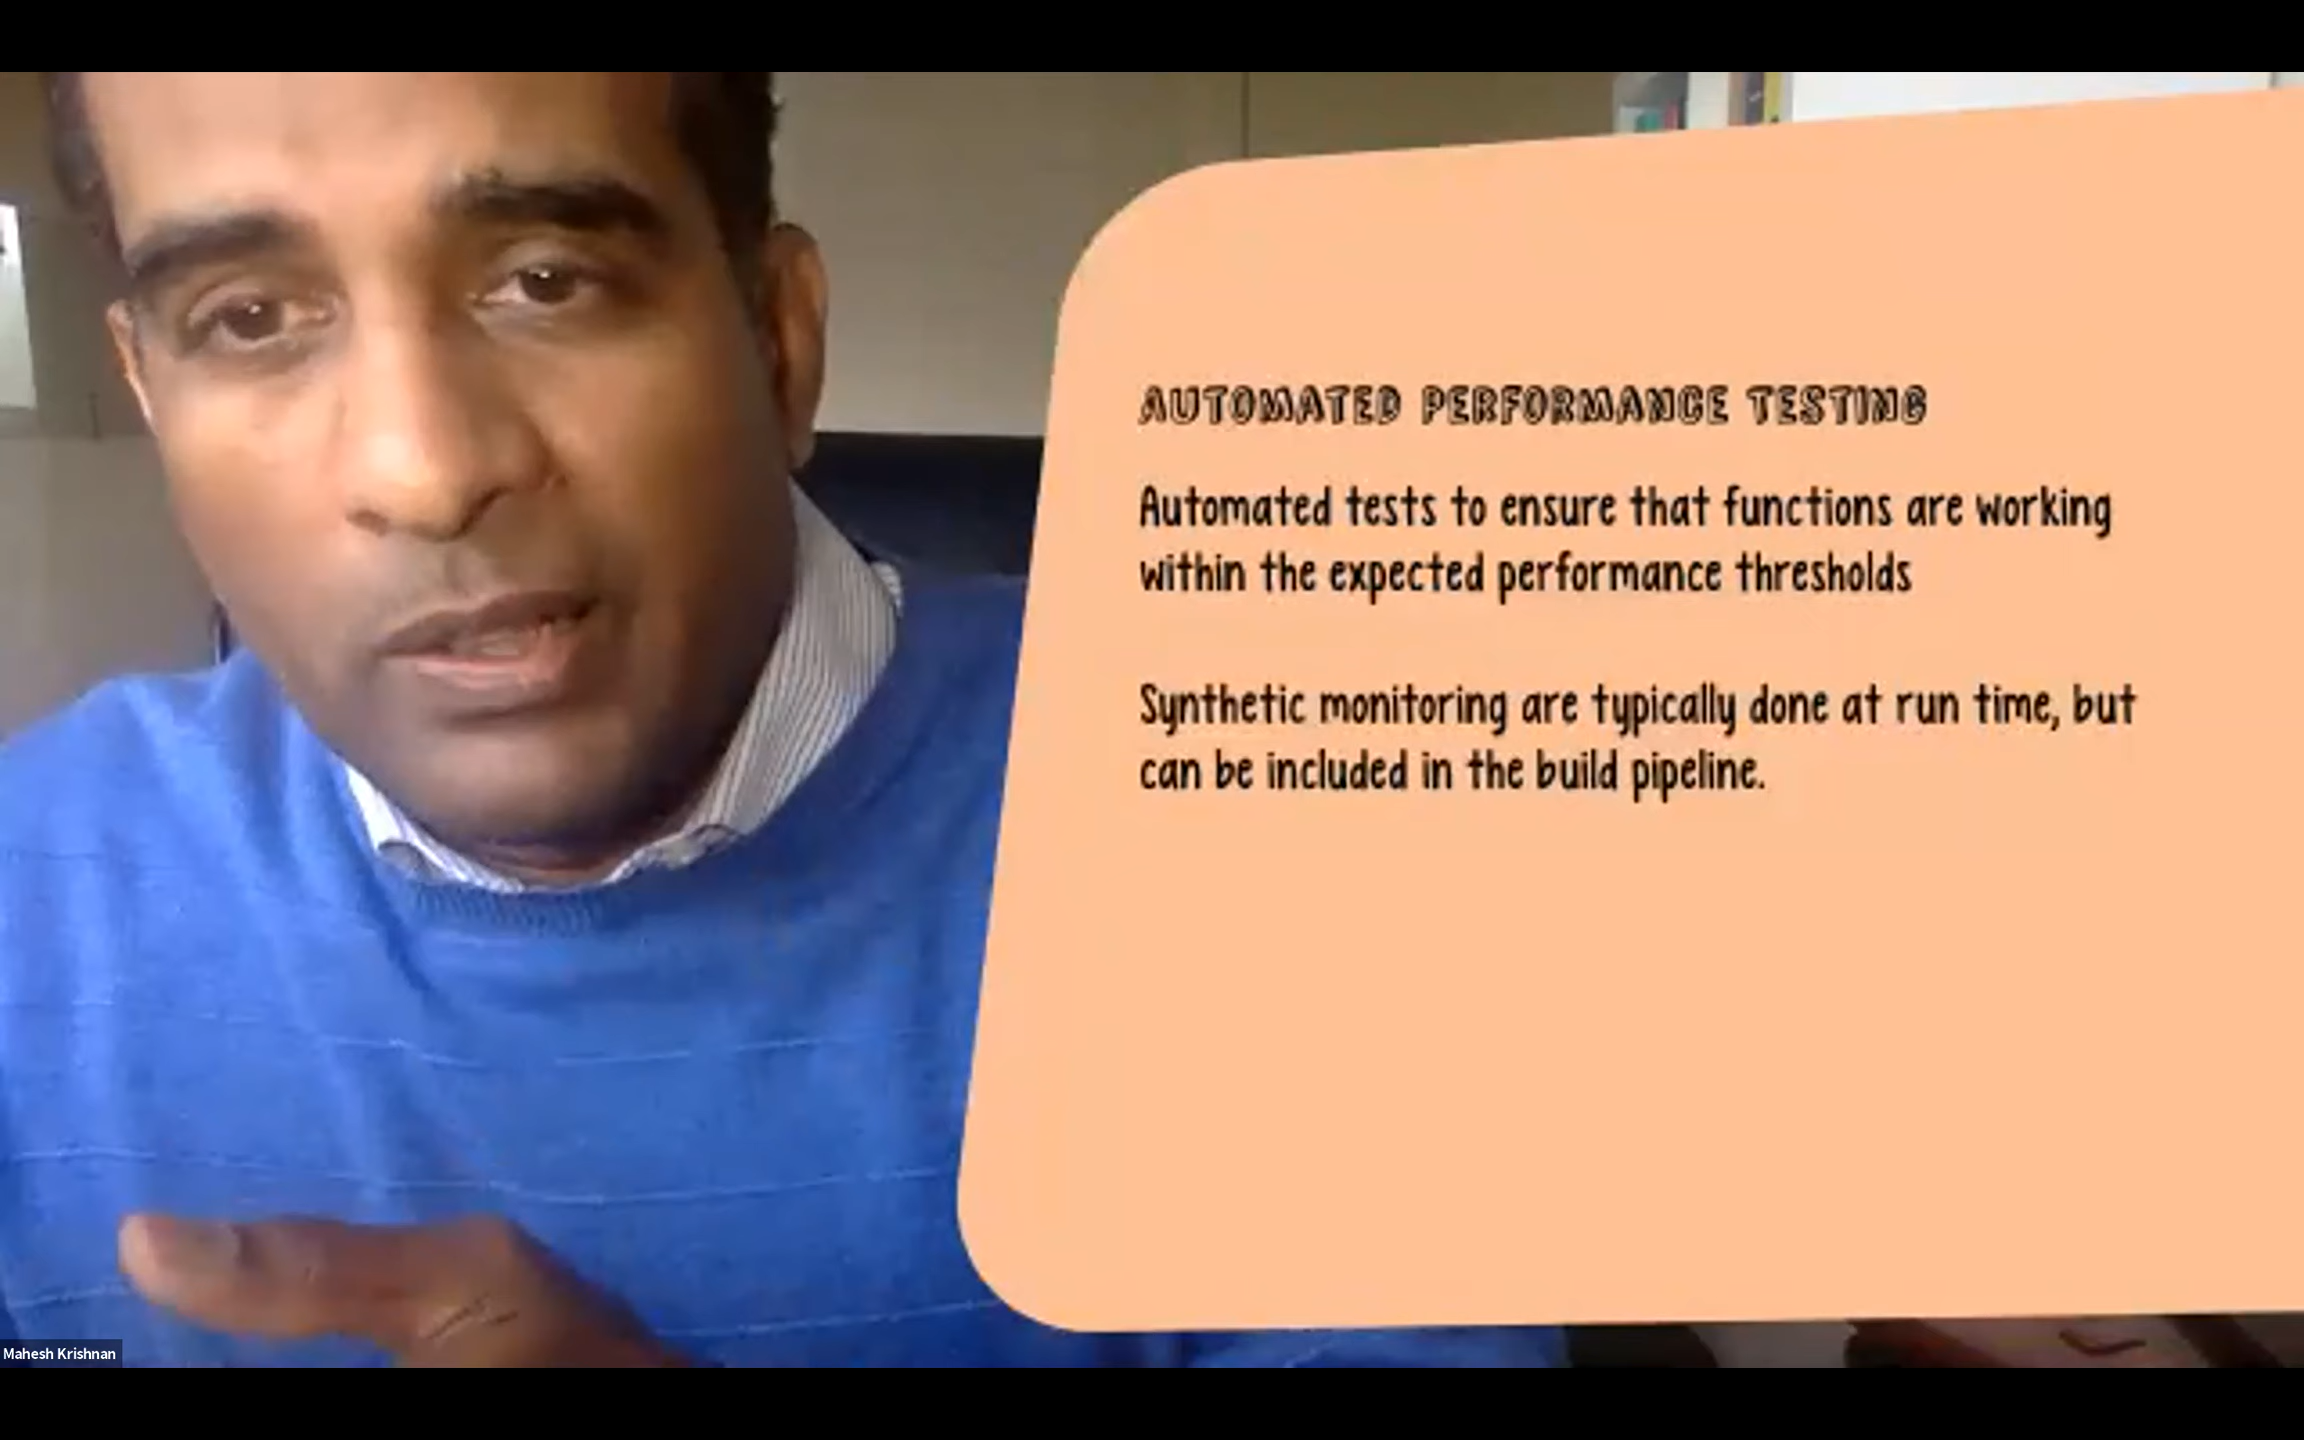 AUTOMATED PERFORMANCE TESTING
Automated tests to ensure that functions are working
within the expected performance thresholds
Synthetic monitoring are typically done at run time, but
can be included in the build pipeline.
Mahesh Krishnan